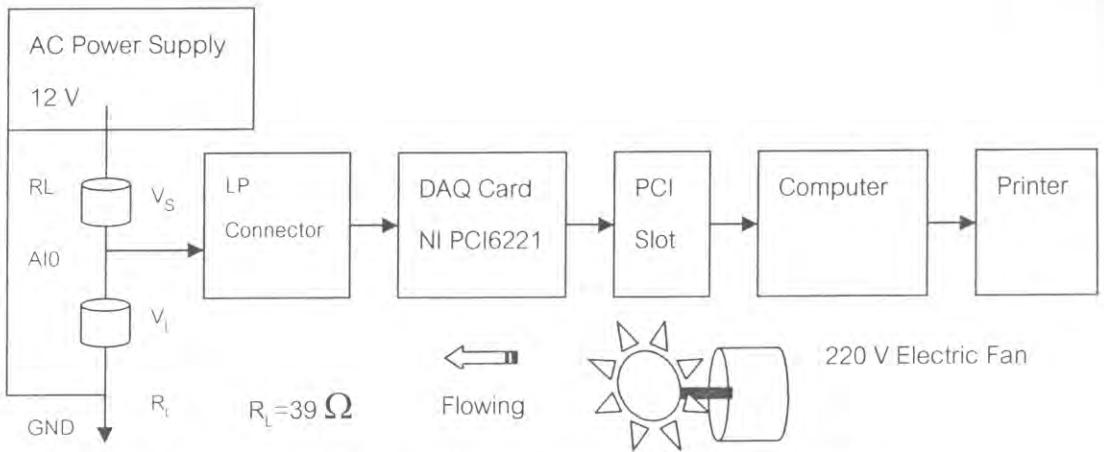 AC Power Supply
12 V
RL
V_S
AI0
V_i
R_t
GND
LP
Connector
DAQ Card
NI PCI6221
PCI
Slot
Computer
Printer
R_L=39 Ω
Flowing
220 V Electric Fan